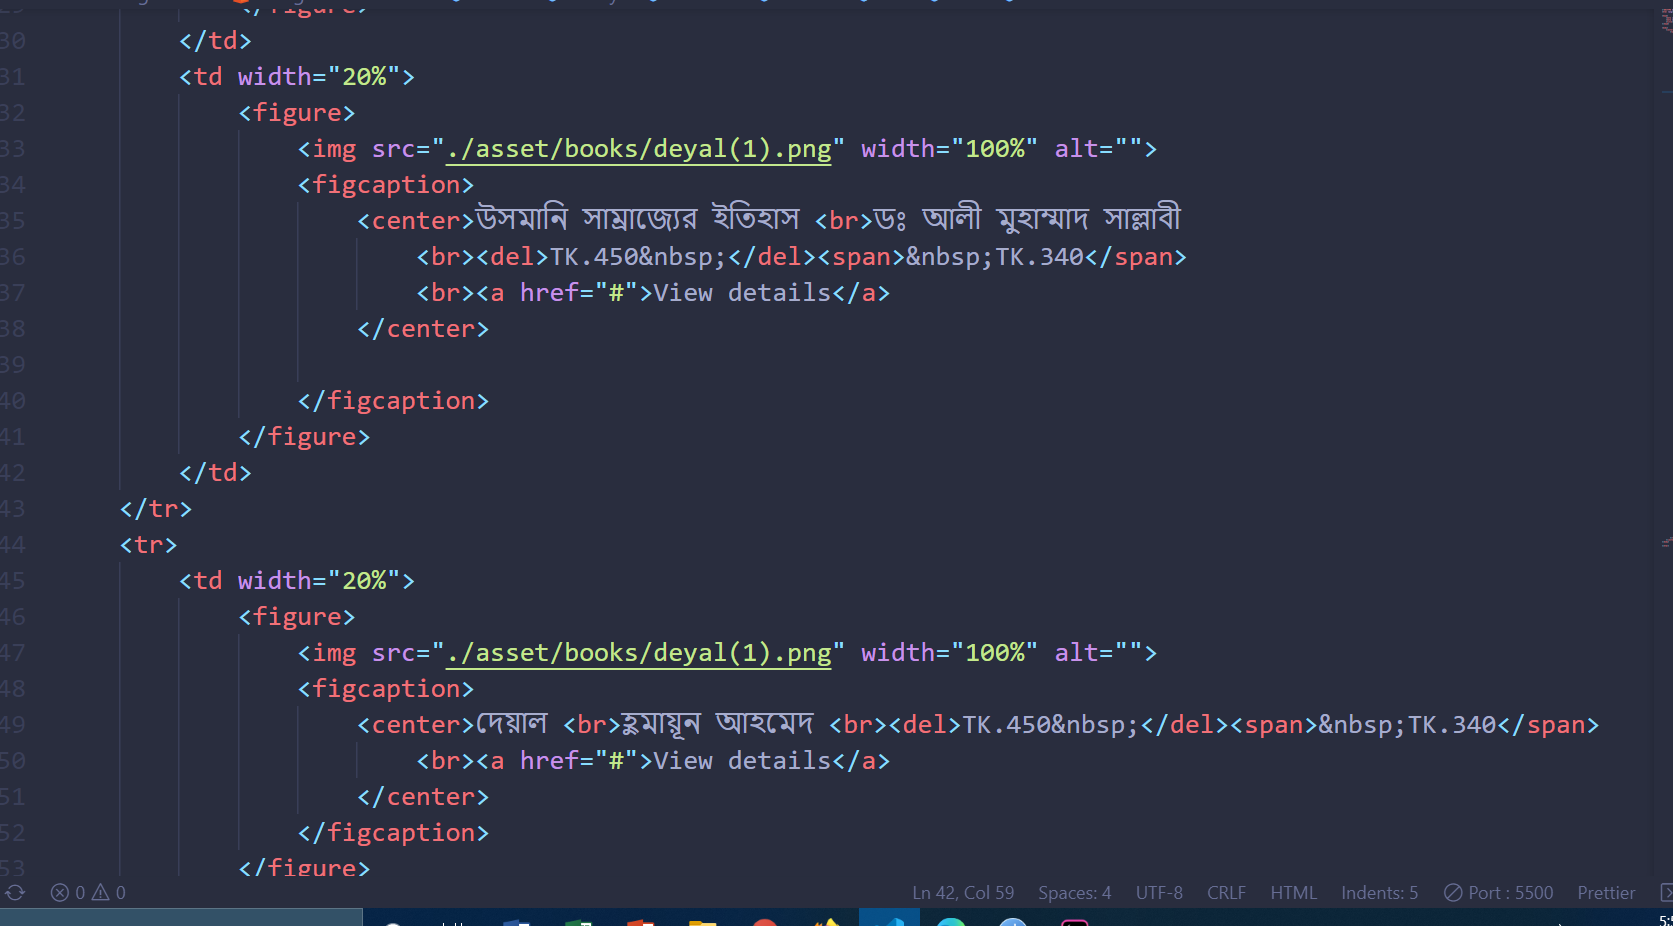 30 </td>
31 <td width="20%">
32 <figure>
33 <img src="./asset/books/deyal(1).png" width="100%" alt="">
34 <figcaption>
35 <center>উসমানি সাম্রাজ্যের ইতিহাস <br>ডঃ আলী মুহাম্মাদ সাল্লাবী
36 <br><del>TK.450&nbsp;</del><span>&nbsp;TK.340</span>
37 <br><a href="#">View details</a>
38 </center>
39
40 </figcaption>
41 </figure>
42 </td>
43 </tr>
44 <tr>
45 <td width="20%">
46 <figure>
47 <img src="./asset/books/deyal(1).png" width="100%" alt="">
48 <figcaption>
49 <center>দেয়াল <br>হুমায়ূন আহমেদ <br><del>TK.450&nbsp;</del><span>&nbsp;TK.340</span>
50 <br><a href="#">View details</a>
51 </center>
52 </figcaption>
53 </figure>
0 0 Ln 42, Col 59 Spaces: 4 UTF-8 CRLF HTML Indents: 5 Port : 5500 Prettier